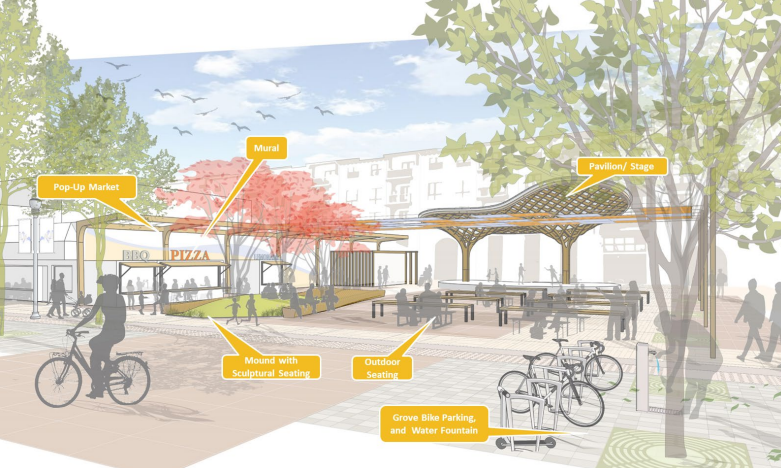 Mural
Pavilion/ Stage
Pop-Up Market
BBQ
PIZZA
Mound with
Sculptural Seating
Outdoor
Seating
Grove Bike Parking,
and Water Fountain